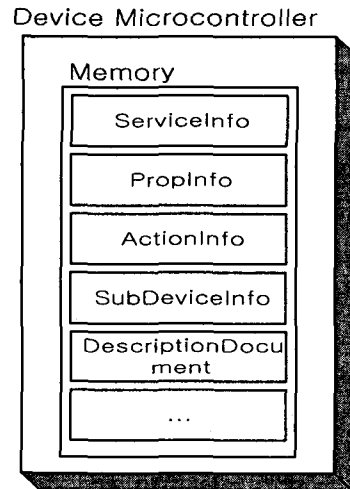 Device Microcontroller
Memory
ServiceInfo
PropInfo
ActionInfo
SubDeviceInfo
DescriptionDocu
ment
...